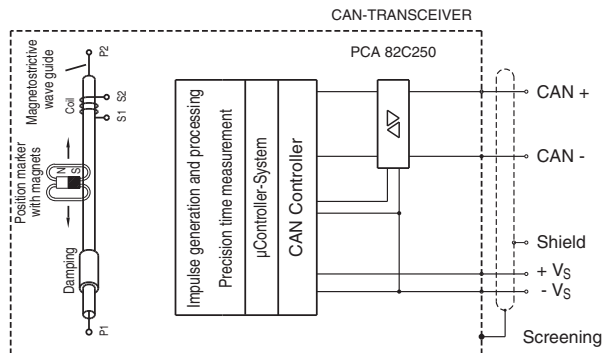 CAN-TRANSCEIVER
PCA 82C250
P2
Magnetostrictive
wave guide
Coil
S2
S1
Position marker
with magnets
N
S
Damping
P1
Impulse generation and processing
Precision time measurement
µController-System
CAN Controller
CAN +
CAN -
Shield
+ VS
- VS
Screening